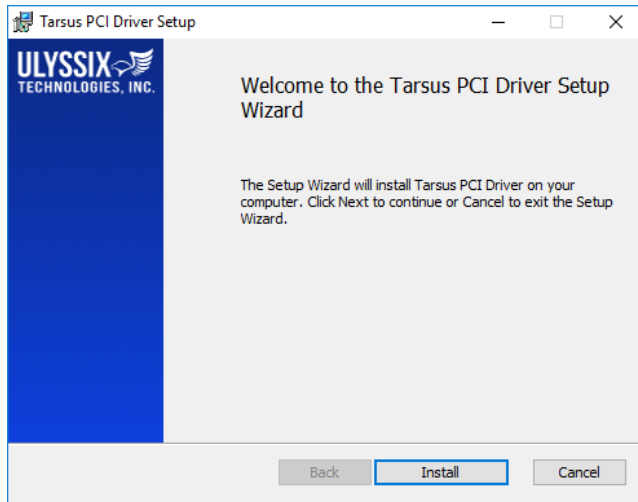 Tarsus PCI Driver Setup
ULYSSIX
TECHNOLOGIES, INC.
Welcome to the Tarsus PCI Driver Setup
Wizard
The Setup Wizard will install Tarsus PCI Driver on your
computer. Click Next to continue or Cancel to exit the Setup
Wizard.
Back
Install
Cancel